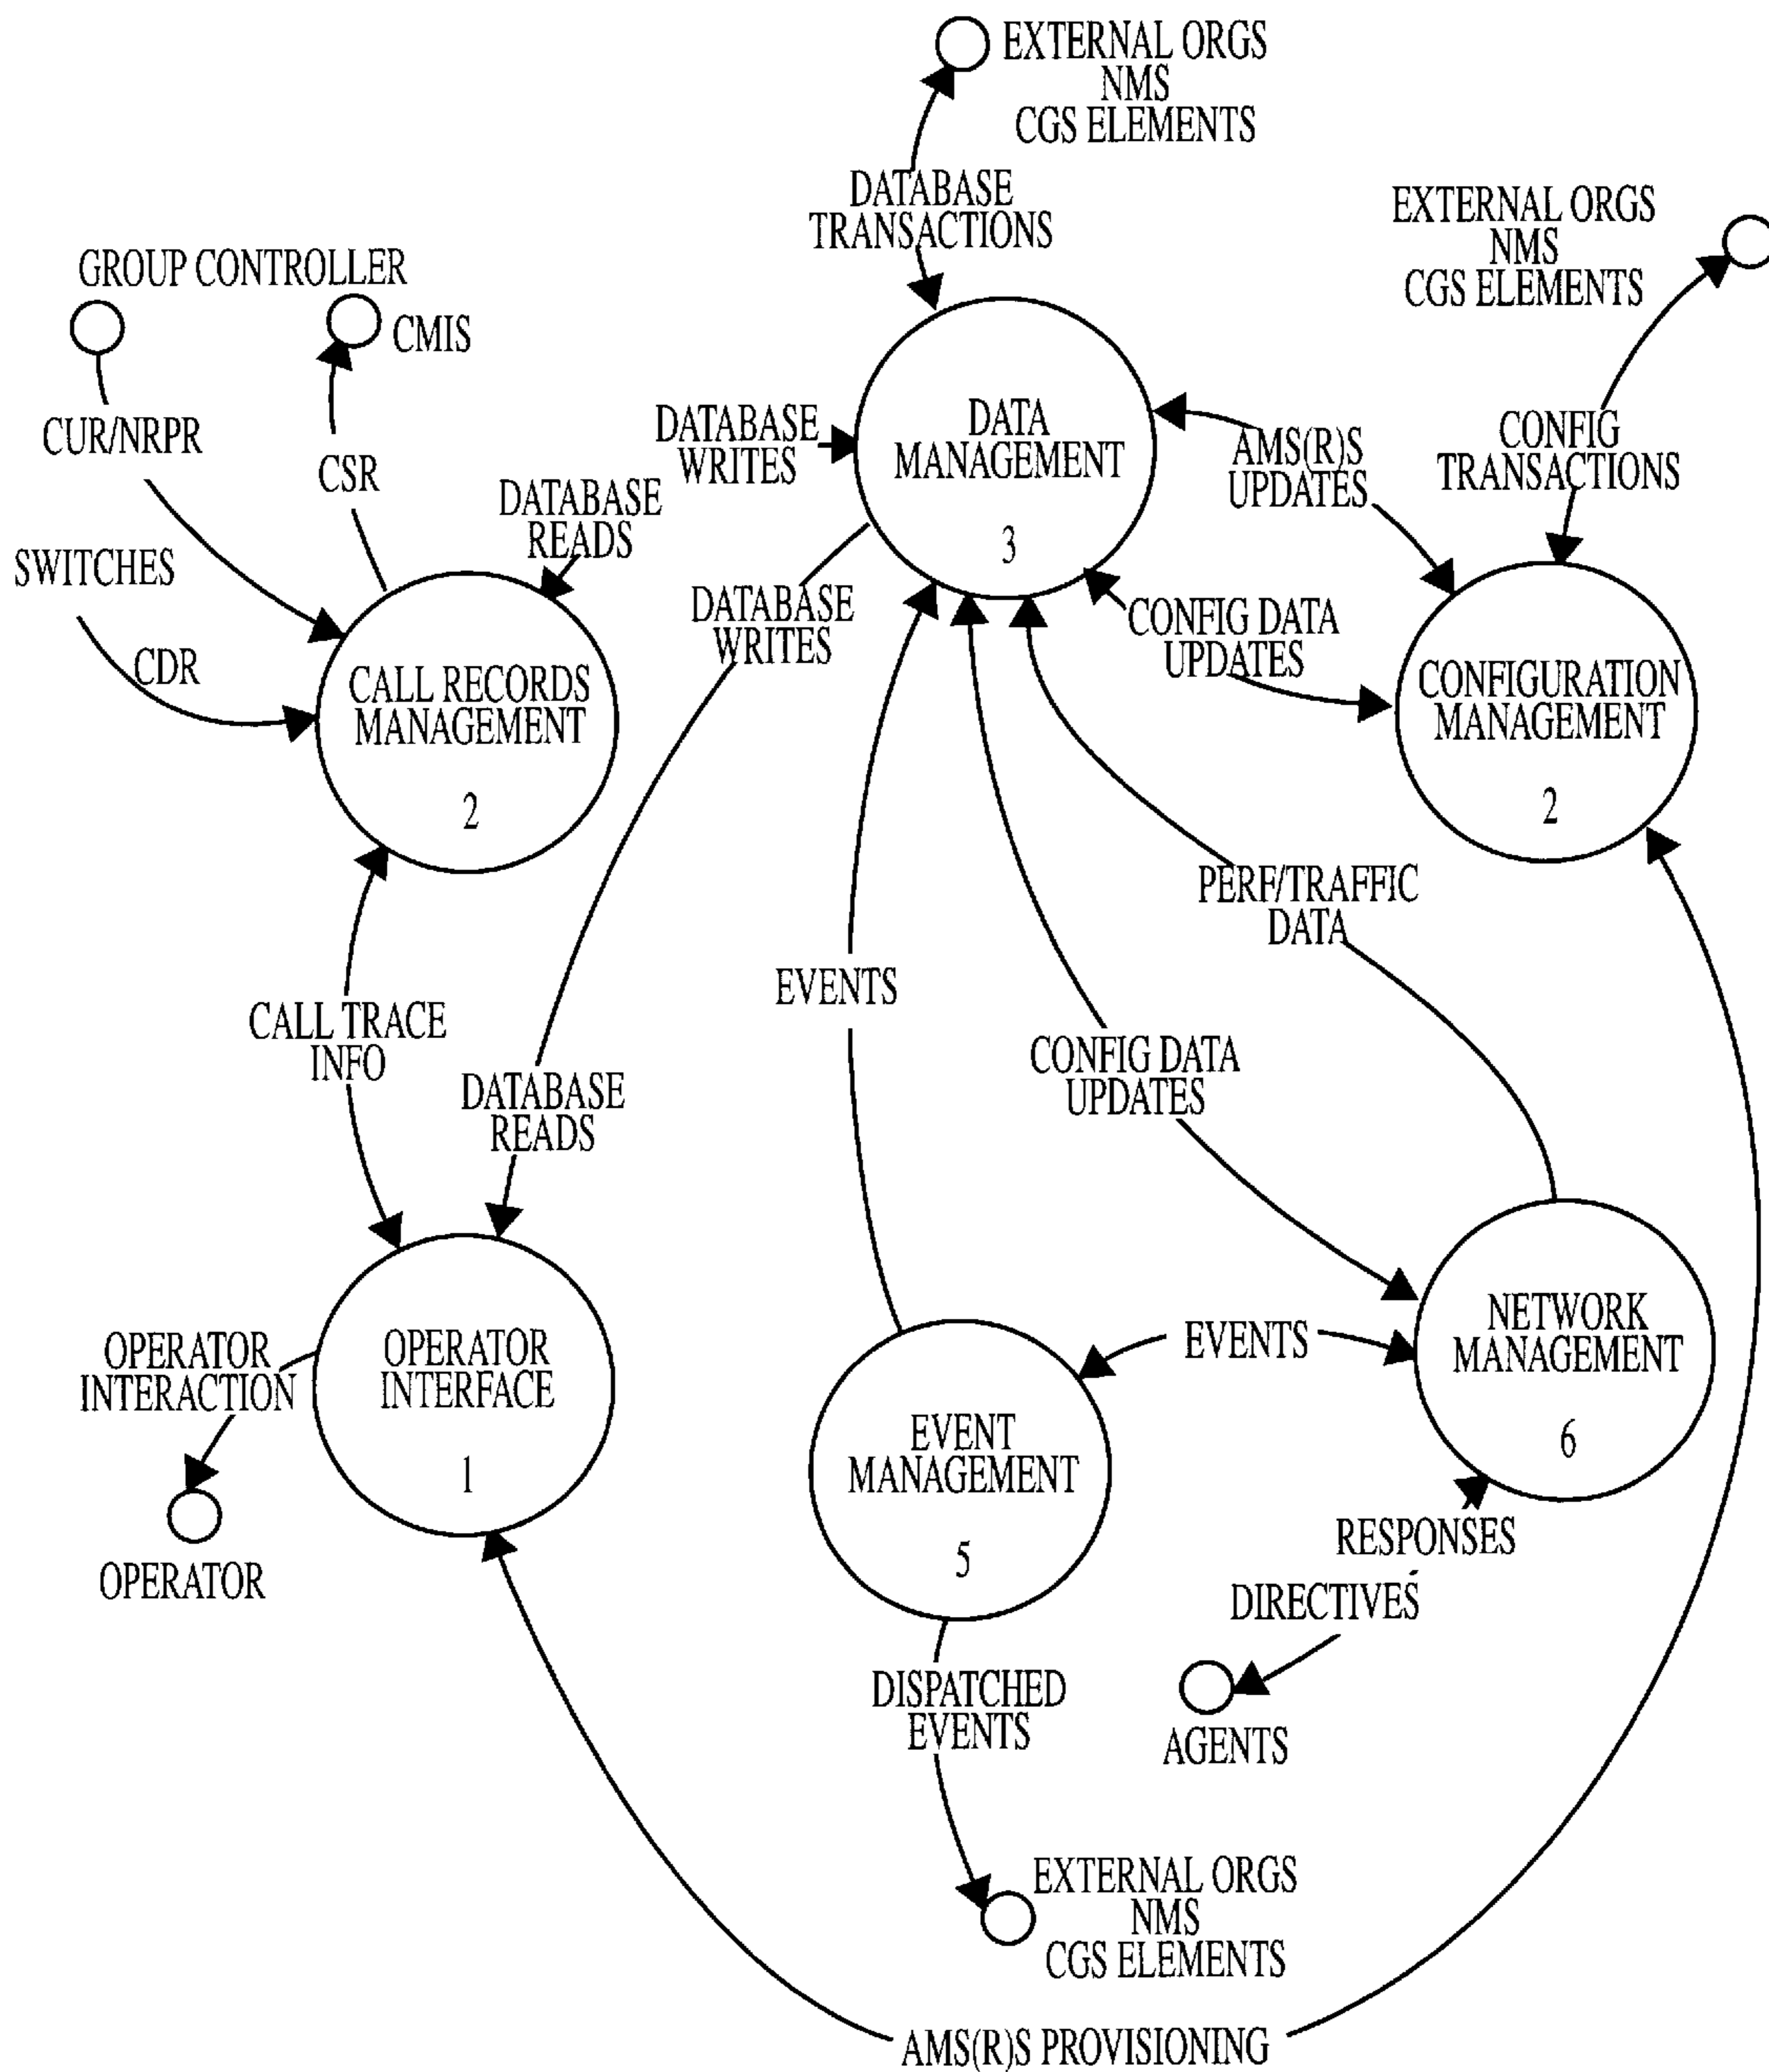 EXTERNAL ORGS
NMS
CGS ELEMENTS
DATABASE
TRANSACTIONS
EXTERNAL ORGS
NMS
CGS ELEMENTS
GROUP CONTROLLER
CMIS
CUR/NRPR
CSR
DATABASE
WRITES
DATABASE
READS
DATA
MANAGEMENT
3
AMS(R)S
UPDATES
CONFIG
TRANSACTIONS
SWITCHES
CDR
DATABASE
WRITES
CONFIG DATA
UPDATES
CALL RECORDS
MANAGEMENT
2
CONFIGURATION
MANAGEMENT
2
PERF/TRAFFIC
DATA
EVENTS
CALL TRACE
INFO
CONFIG DATA
UPDATES
DATABASE
READS
OPERATOR
INTERACTION
OPERATOR
INTERFACE
1
EVENTS
NETWORK
MANAGEMENT
6
EVENT
MANAGEMENT
5
OPERATOR
RESPONSES
DIRECTIVES
AGENTS
DISPATCHED
EVENTS
EXTERNAL ORGS
NMS
CGS ELEMENTS
AMS(R)S PROVISIONING